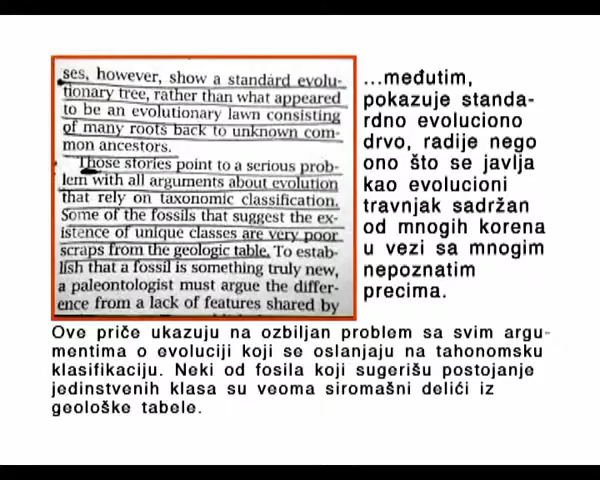 ses, however, show a standard evolu-
tionary tree, rather than what appeared
to be an evolutionary lawn consisting
of many roots back to unknown com-
mon ancestors.
Those stories point to a serious prob-
lem with all arguments about evolution
that rely on taxonomic classification.
Some of the fossils that suggest the ex-
istence of unique classes are very poor
scraps from the geologic table. To estab-
lish that a fossil is something truly new,
a paleontologist must argue the differ-
ence from a lack of features shared by
...međutim,
pokazuje standa-
rdno evoluciono
drvo, radije nego
ono što se javlja
kao evolucioni
travnjak sadržan
od mnogih korena
u vezi sa mnogim
nepoznatim
precima.
Ove priče ukazuju na ozbiljan problem sa svim argu-
mentima o evoluciji koji se oslanjaju na tahonomsku
klasifikaciju. Neki od fosila koji sugerišu postojanje
jedinstvenih klasa su veoma siromašni delići iz
geološke tabele.